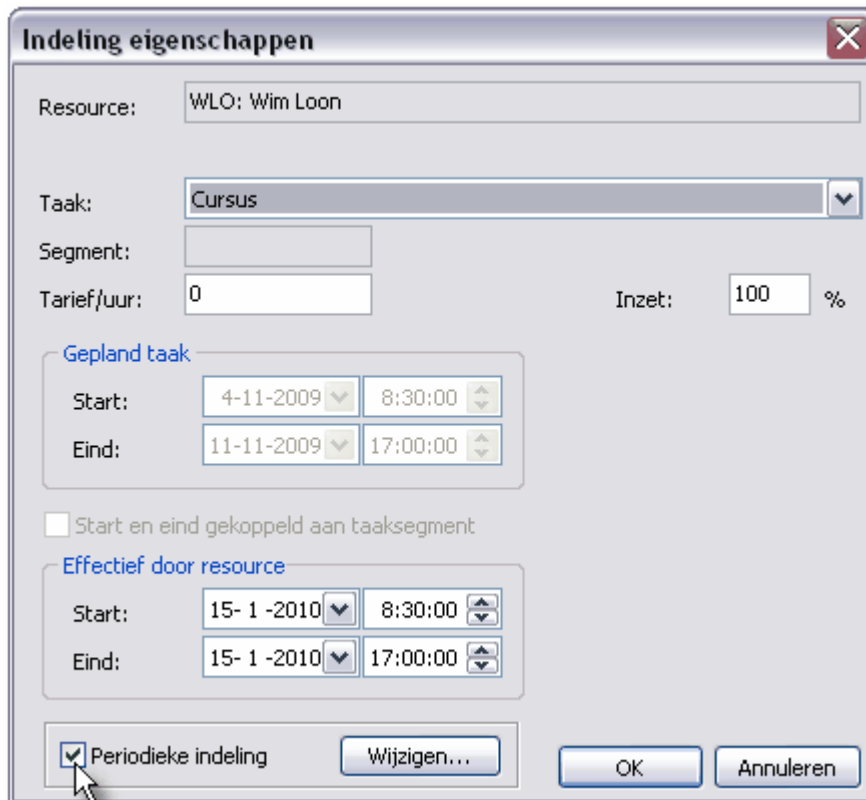 Indeling eigenschappen
Resource: WLO: Wim Loon
Taak: Cursus
Segment:
Tarief/uur: 0 Inzet: 100 %
Gepland taak
Start: 4-11-2009 8:30:00
Eind: 11-11-2009 17:00:00
Start en eind gekoppeld aan taaksegment
Effectief door resource
Start: 15- 1 -2010 8:30:00
Eind: 15- 1 -2010 17:00:00
Periodieke indeling Wijzigen... OK Annuleren